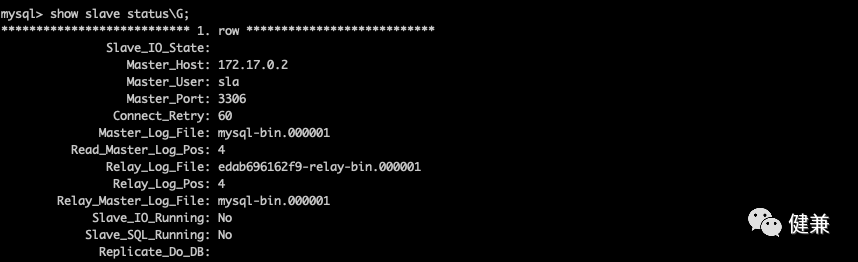 mysql> show slave status\G;
*************************** 1. row ***************************
Slave_IO_State:
Master_Host: 172.17.0.2
Master_User: sla
Master_Port: 3306
Connect_Retry: 60
Master_Log_File: mysql-bin.000001
Read_Master_Log_Pos: 4
Relay_Log_File: edab696162f9-relay-bin.000001
Relay_Log_Pos: 4
Relay_Master_Log_File: mysql-bin.000001
Slave_IO_Running: No
Slave_SQL_Running: No
Replicate_Do_DB:
健兼